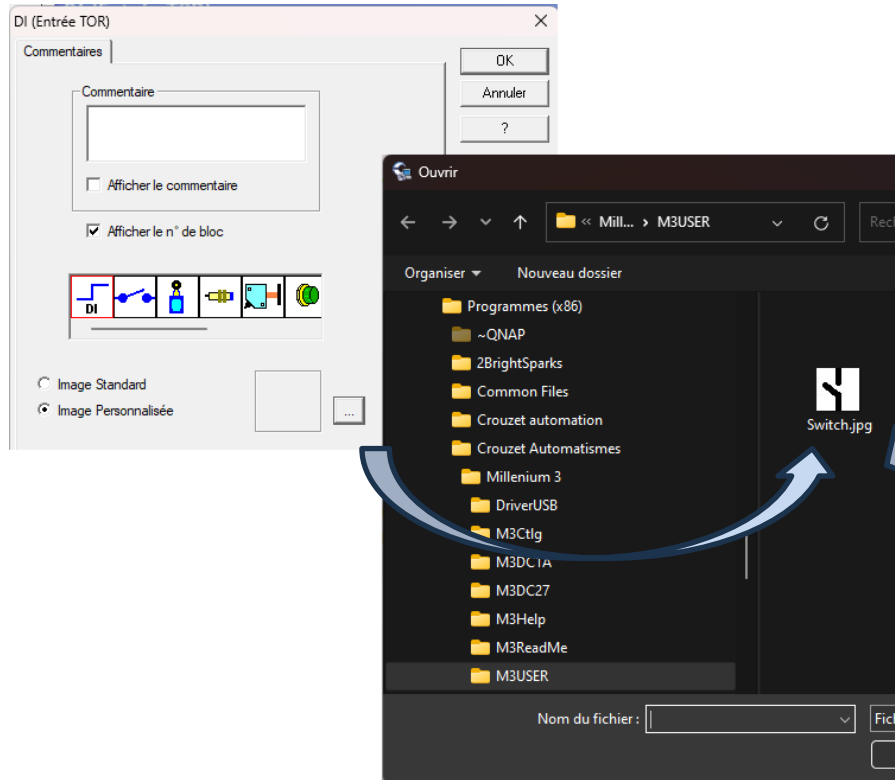 DI (Entrée TOR)
Commentaires
OK
Annuler
?
Commentaire
Afficher le commentaire
Afficher le n° de bloc
DI
Image Standard
Image Personnalisée
...
Ouvrir
« Mill... › M3USER
Organiser
Nouveau dossier
Programmes (x86)
~QNAP
2BrightSparks
Common Files
Crouzet automation
Crouzet Automatismes
Millenium 3
DriverUSB
M3Ctlg
M3DC1A
M3DC27
M3Help
M3ReadMe
M3USER
Switch.jpg
Nom du fichier :